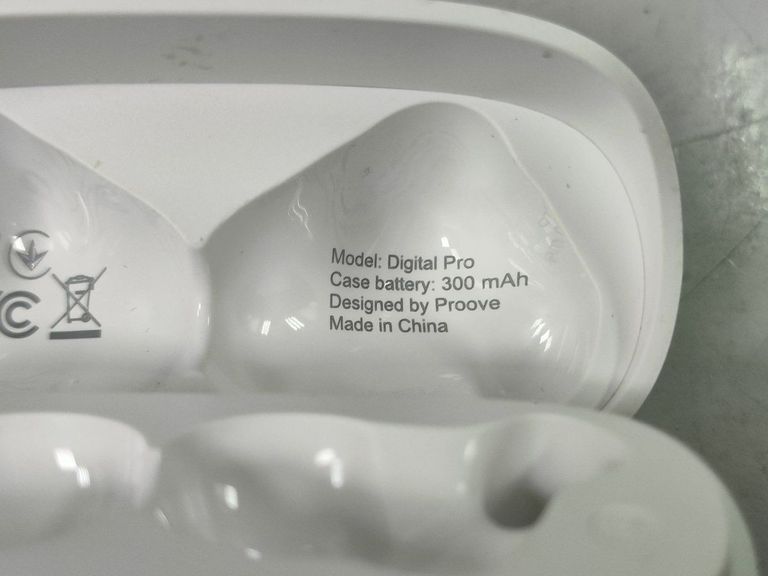 Model: Digital Pro
Case battery: 300 mAh
Designed by Proove
Made in China